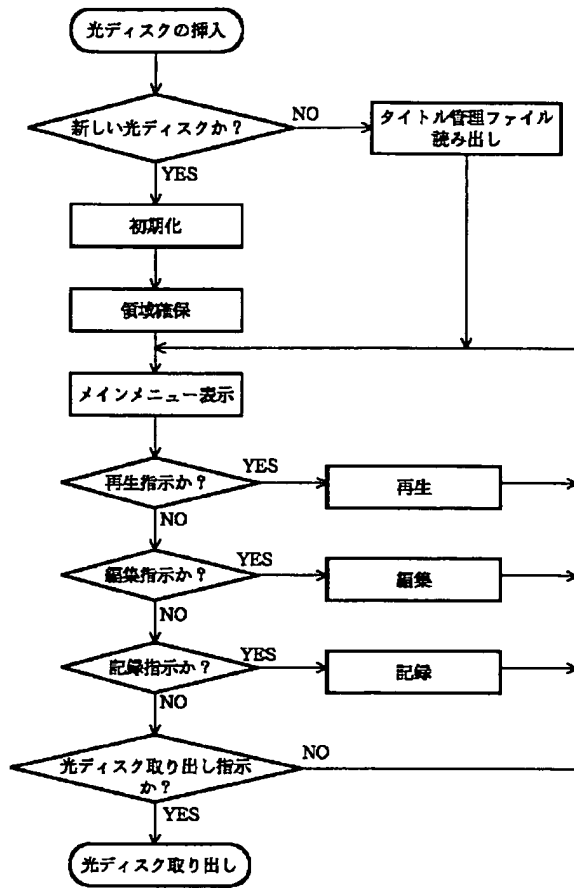 光ディスクの挿入
新しい光ディスクか?
NO
タイトル管理ファイル
読み出し
YES
初期化
領域確保
メインメニュー表示
再生指示か?
YES
再生
NO
編集指示か?
YES
編集
NO
記録指示か?
YES
記録
NO
光ディスク取り出し指示
か?
NO
YES
光ディスク取り出し